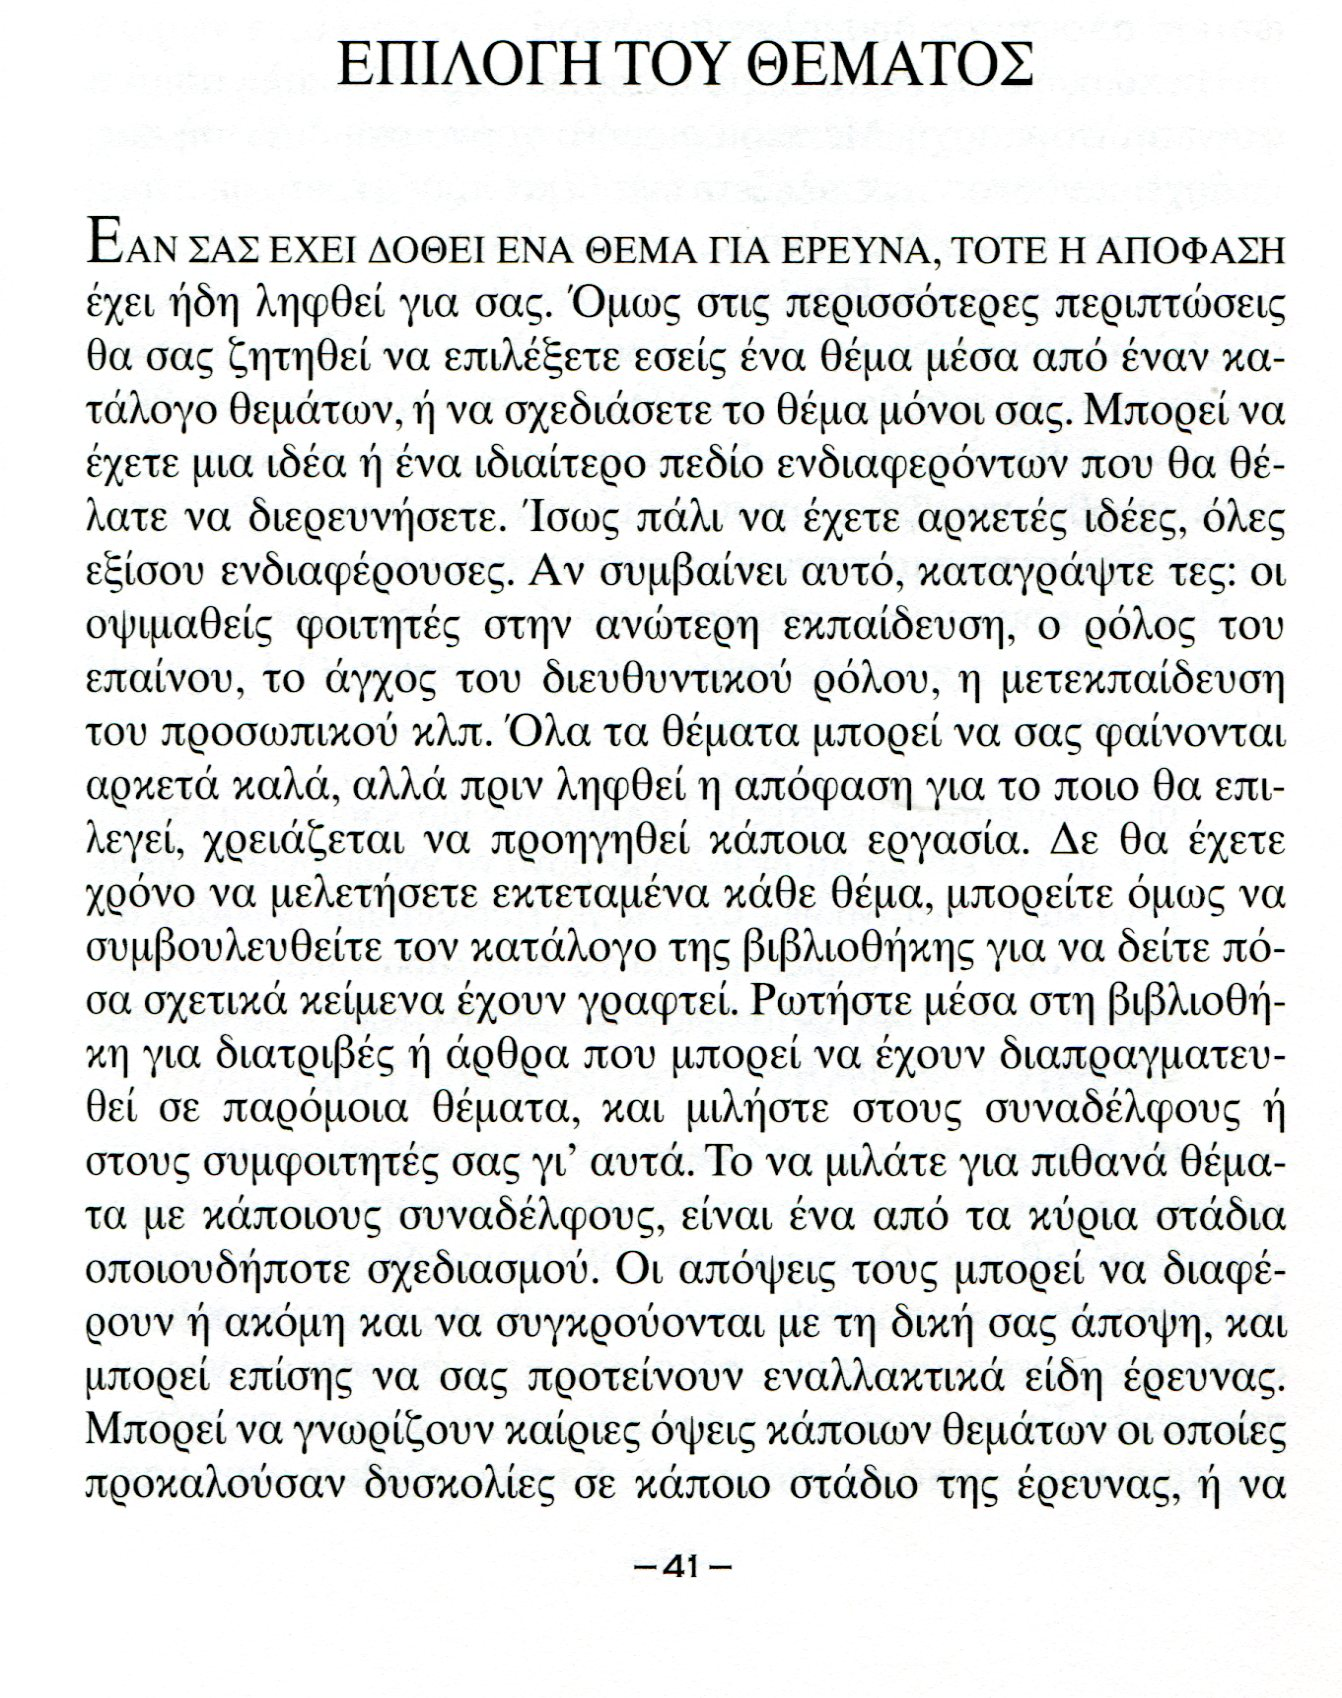 ΕΠΙΛΟΓΗ ΤΟΥ ΘΕΜΑΤΟΣ
ΕΑΝ ΣΑΣ ΕΧΕΙ ΔΟΘΕΙ ΕΝΑ ΘΕΜΑ ΓΙΑ ΕΡΕΥΝΑ, ΤΟΤΕ Η ΑΠΟΦΑΣΗ
έχει ήδη ληφθεί για σας. Όμως στις περισσότερες περιπτώσεις
θα σας ζητηθεί να επιλέξετε εσείς ένα θέμα μέσα από έναν κα-
τάλογο θεμάτων, ή να σχεδιάσετε το θέμα μόνοι σας. Μπορεί να
έχετε μια ιδέα ή ένα ιδιαίτερο πεδίο ενδιαφερόντων που θα θέ-
λατε να διερευνήσετε. Ίσως πάλι να έχετε αρκετές ιδέες, όλες
εξίσου ενδιαφέρουσες. Αν συμβαίνει αυτό, καταγράψτε τες: οι
οψιμαθείς φοιτητές στην ανώτερη εκπαίδευση, ο ρόλος του
επαίνου, το άγχος του διευθυντικού ρόλου, η μετεκπαίδευση
του προσωπικού κλπ. Όλα τα θέματα μπορεί να σας φαίνονται
αρκετά καλά, αλλά πριν ληφθεί η απόφαση για το ποιο θα επι-
λεγεί, χρειάζεται να προηγηθεί κάποια εργασία. Δε θα έχετε
χρόνο να μελετήσετε εκτεταμένα κάθε θέμα, μπορείτε όμως να
συμβουλευθείτε τον κατάλογο της βιβλιοθήκης για να δείτε πό-
σα σχετικά κείμενα έχουν γραφτεί. Ρωτήστε μέσα στη βιβλιοθή-
κη για διατριβές ή άρθρα που μπορεί να έχουν διαπραγματευ-
θεί σε παρόμοια θέματα, και μιλήστε στους συναδέλφους ή
στους συμφοιτητές σας γι’ αυτά. Το να μιλάτε για πιθανά θέμα-
τα με κάποιους συναδέλφους, είναι ένα από τα κύρια στάδια
οποιουδήποτε σχεδιασμού. Οι απόψεις τους μπορεί να διαφέ-
ρουν ή ακόμη και να συγκρούονται με τη δική σας άποψη, και
μπορεί επίσης να σας προτείνουν εναλλακτικά είδη έρευνας.
Μπορεί να γνωρίζουν καίριες όψεις κάποιων θεμάτων οι οποίες
προκαλούσαν δυσκολίες σε κάποιο στάδιο της έρευνας, ή να
– 41 –